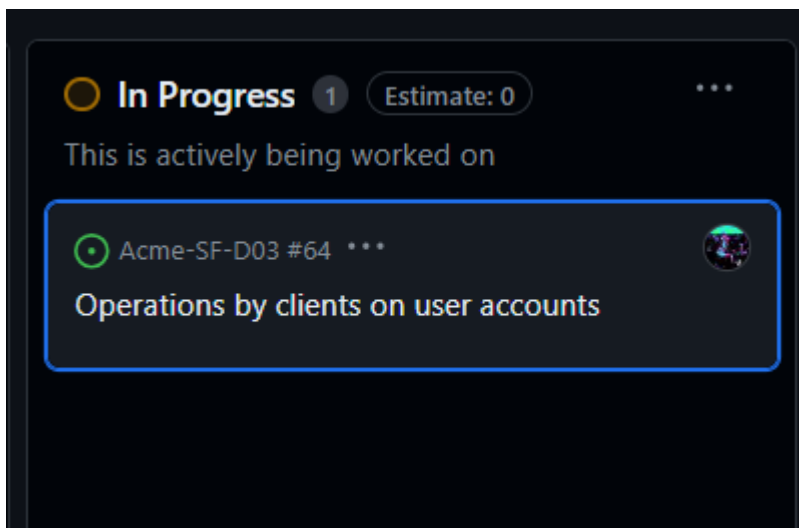 In Progress 1 Estimate: 0
This is actively being worked on
Acme-SF-D03 #64
Operations by clients on user accounts